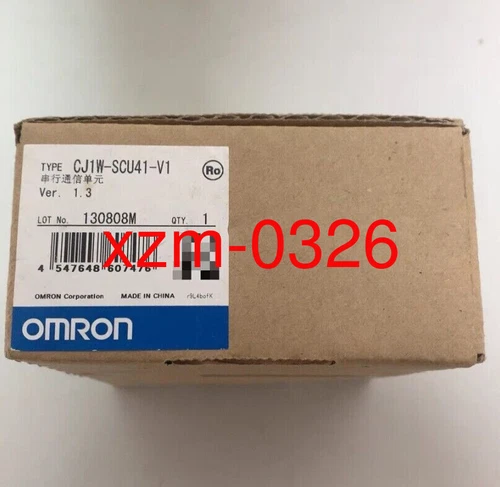 TYPE CJ1W-SCU41-V1
Ro
串行通信单元
Ver. 1.3
LOT No. 130808M QTY. 1
xzm-0326
4 547648 607476
OMRON Corporation MADE IN CHINA
OMRON